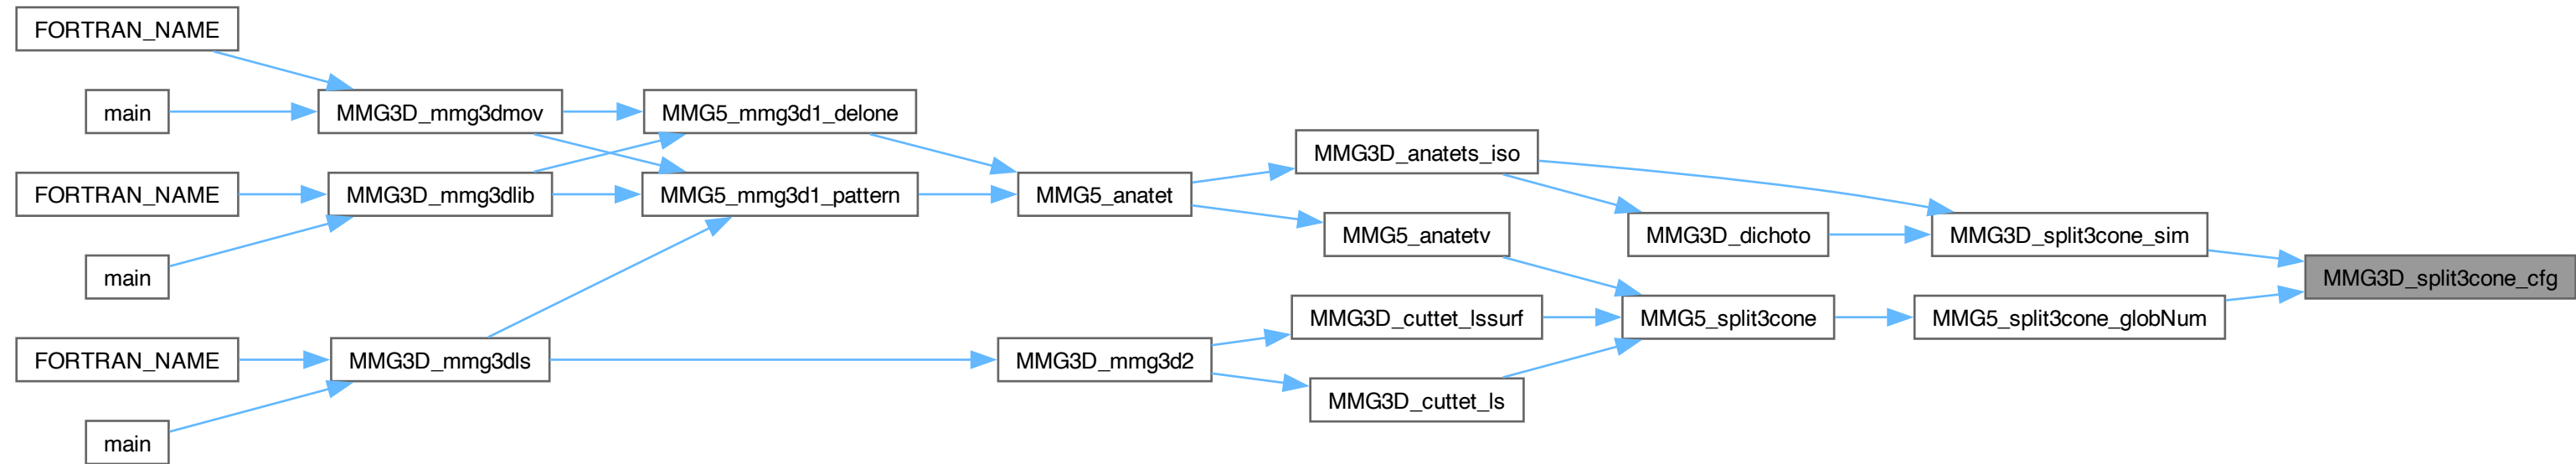 FORTRAN_NAME
main
MMG3D_mmg3dmov
MMG5_mmg3d1_delone
FORTRAN_NAME
MMG3D_mmg3dlib
MMG5_mmg3d1_pattern
MMG5_anatet
MMG3D_anatets_iso
main
MMG5_anatetv
MMG3D_dichoto
MMG3D_split3cone_sim
MMG3D_split3cone_cfg
FORTRAN_NAME
MMG3D_mmg3dls
MMG3D_mmg3d2
MMG3D_cuttet_lssurf
MMG5_split3cone
MMG5_split3cone_globNum
MMG3D_cuttet_ls
main